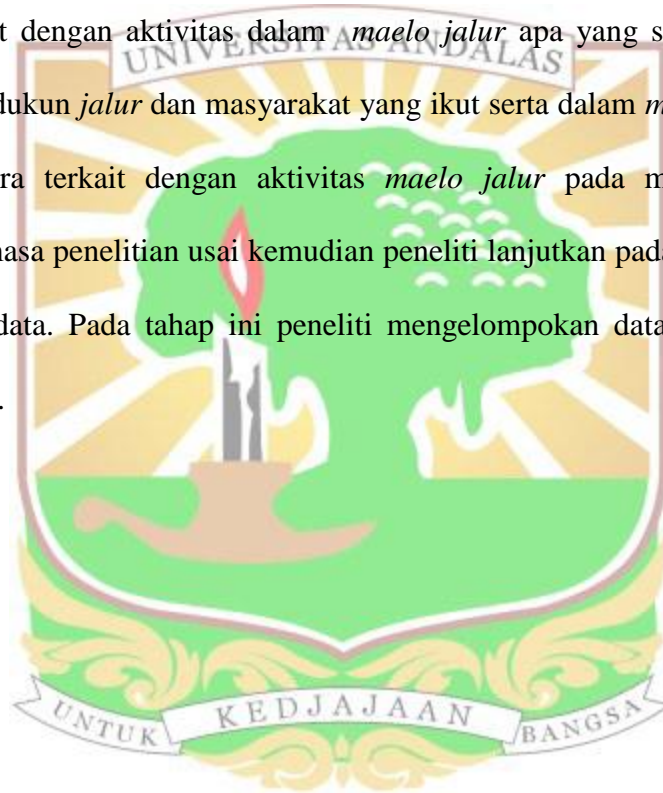 t dengan aktivitas dalam maelo jalur apa yang s
UNIVERSITAS ANDALAS
dukun jalur dan masyarakat yang ikut serta dalam m
ra terkait dengan aktivitas maelo jalur pada m
nasa penelitian usai kemudian peneliti lanjutkan pada
data. Pada tahap ini peneliti mengelompokan data
.
UNTUK KEDJAJAAN BANGSA